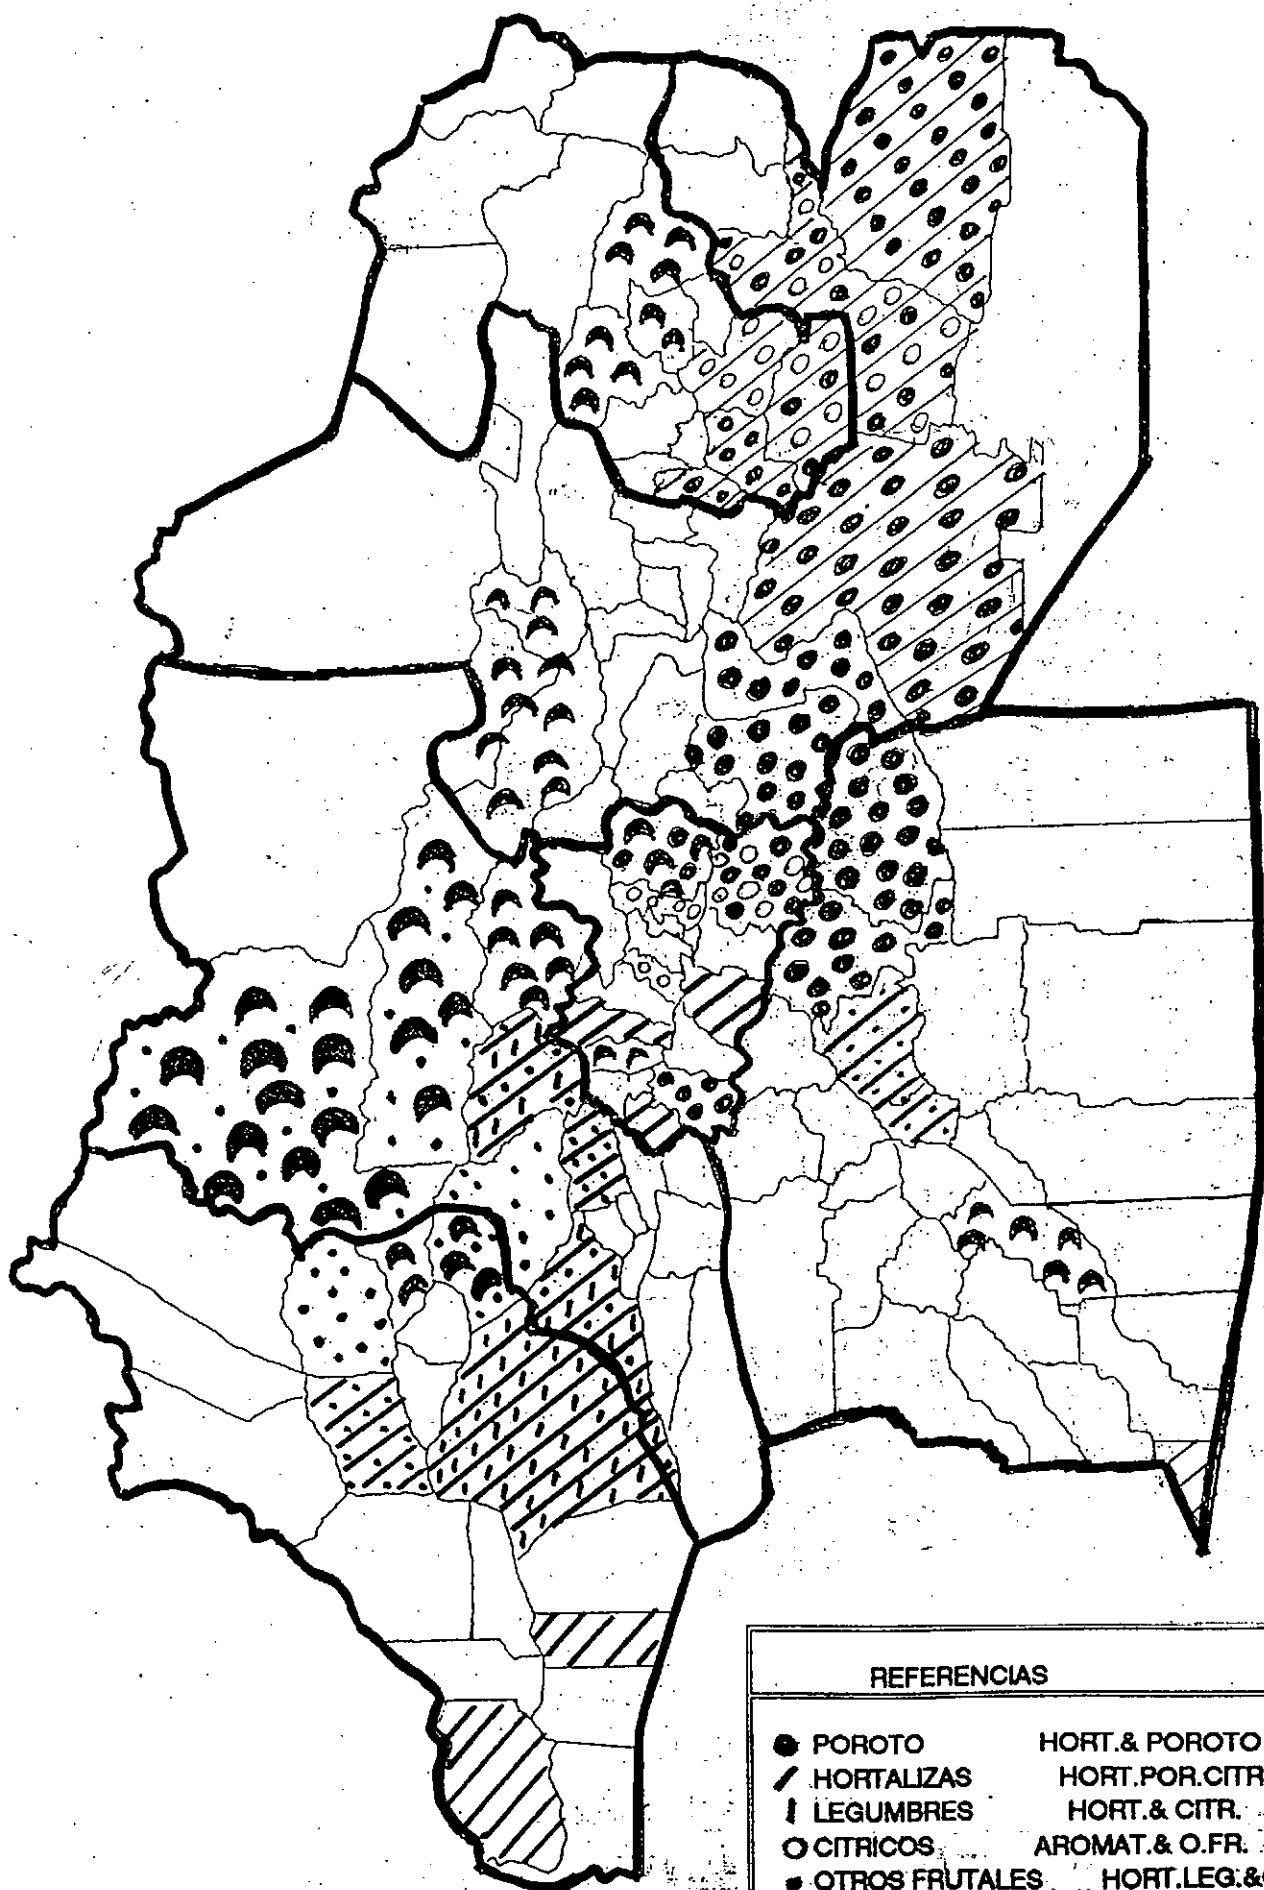 REFERENCIAS
POROTO HORT.& POROTO
HORTALIZAS HORT.POR.CITR
LEGUMBRES HORT.& CITR.
CITRICOS AROMAT.& O.FR.
OTROS FRUTALES HORT.LEG.&